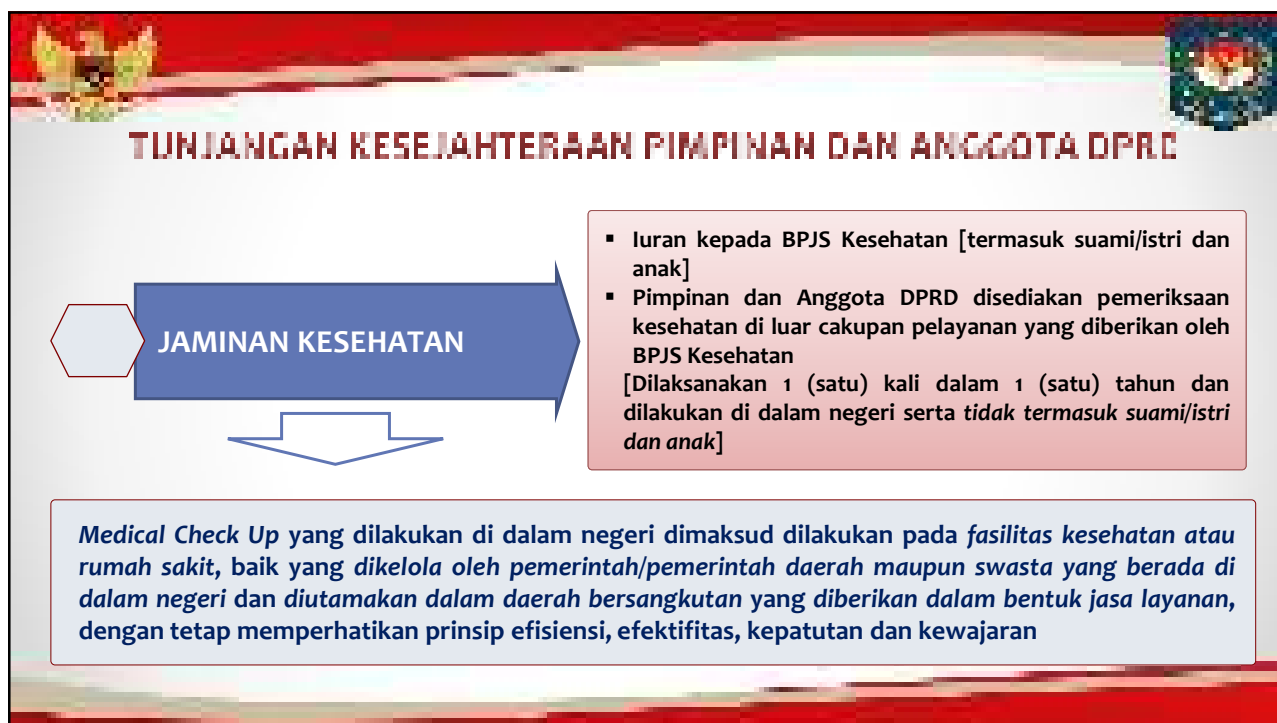 TUNJANGAN KESEJAHTERAAN PIMPINAN DAN ANGGOTA DPRD
JAMINAN KESEHATAN
▪ Iuran kepada BPJS Kesehatan [termasuk suami/istri dan
anak]
▪ Pimpinan dan Anggota DPRD disediakan pemeriksaan
kesehatan di luar cakupan pelayanan yang diberikan oleh
BPJS Kesehatan
[Dilaksanakan 1 (satu) kali dalam 1 (satu) tahun dan
dilakukan di dalam negeri serta tidak termasuk suami/istri
dan anak]
Medical Check Up yang dilakukan di dalam negeri dimaksud dilakukan pada fasilitas kesehatan atau
rumah sakit, baik yang dikelola oleh pemerintah/pemerintah daerah maupun swasta yang berada di
dalam negeri dan diutamakan dalam daerah bersangkutan yang diberikan dalam bentuk jasa layanan,
dengan tetap memperhatikan prinsip efisiensi, efektifitas, kepatutan dan kewajaran